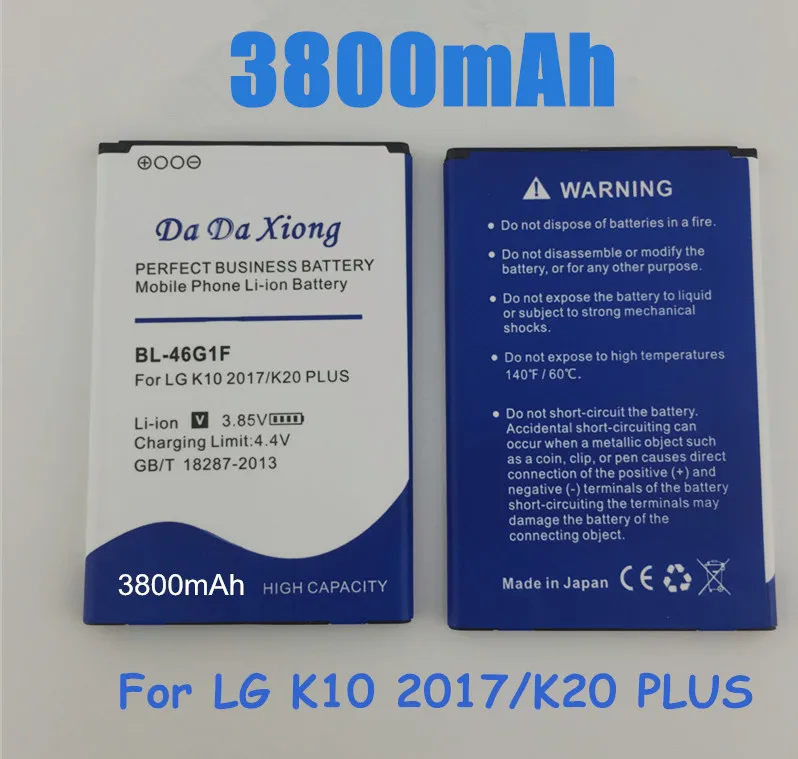 3800mAh
Da Da Xiong
PERFECT BUSINESS BATTERY
Mobile Phone Li-ion Battery
BL-46G1F
For LG K10 2017/K20 PLUS
Li-ion V 3.85V
Charging Limit:4.4V
GB/T 18287-2013
3800mAh HIGH CAPACITY
WARNING
• Do not dispose of batteries in a fire.
• Do not disassemble or modify the
battery, or for any other purpose.
• Do not expose the battery to liquid
or subject to strong mechanical
shocks.
• Do not expose to high temperatures
140℉/60℃.
• Do not short-circuit the battery.
Accidental short-circuiting can
occur when a metallic object such
as a coin, clip, or pen causes direct
connection of the positive (+) and
negative (-) terminals of the battery
short-circuiting the terminals may
damage the battery of the
connecting object.
Made in Japan CE
For LG K10 2017/K20 PLUS